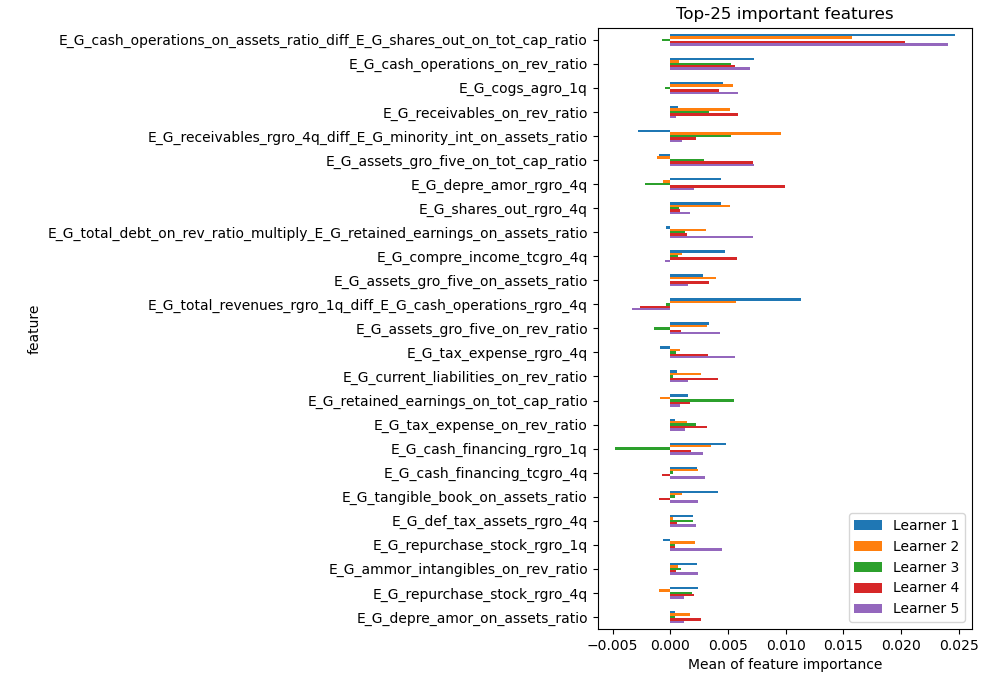 Top-25 important features
E_G_cash_operations_on_assets_ratio_diff_E_G_shares_out_on_tot_cap_ratio
E_G_cash_operations_on_rev_ratio
E_G_cogs_agro_1q
E_G_receivables_on_rev_ratio
E_G_receivables_rgro_4q_diff_E_G_minority_int_on_assets_ratio
E_G_assets_gro_five_on_tot_cap_ratio
E_G_depre_amor_rgro_4q
E_G_shares_out_rgro_4q
E_G_total_debt_on_rev_ratio_multiply_E_G_retained_earnings_on_assets_ratio
E_G_compre_income_tcgro_4q
E_G_assets_gro_five_on_assets_ratio
E_G_total_revenues_rgro_1q_diff_E_G_cash_operations_rgro_4q
E_G_assets_gro_five_on_rev_ratio
E_G_tax_expense_rgro_4q
E_G_current_liabilities_on_rev_ratio
E_G_retained_earnings_on_tot_cap_ratio
E_G_tax_expense_on_rev_ratio
E_G_cash_financing_rgro_1q
E_G_cash_financing_tcgro_4q
E_G_tangible_book_on_assets_ratio
E_G_def_tax_assets_rgro_4q
E_G_repurchase_stock_rgro_1q
E_G_ammor_intangibles_on_rev_ratio
E_G_repurchase_stock_rgro_4q
E_G_depre_amor_on_assets_ratio
feature
Learner 1
Learner 2
Learner 3
Learner 4
Learner 5
−0.005 0.000 0.005 0.010 0.015 0.020 0.025
Mean of feature importance